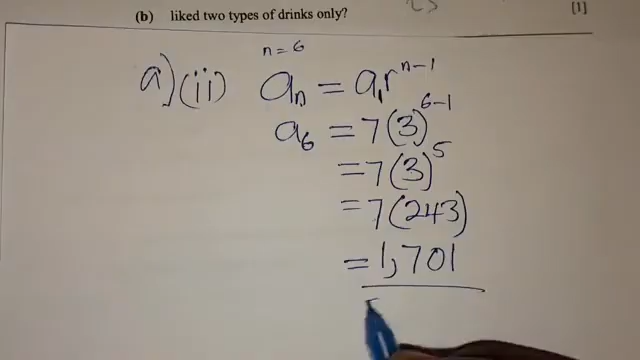 (b) liked two types of drinks only? [1]
n = 6
a)(ii) aₙ = a₁rⁿ⁻¹
a₆ = 7(3)⁶⁻¹
= 7(3)⁵
= 7(243)
= 1,701